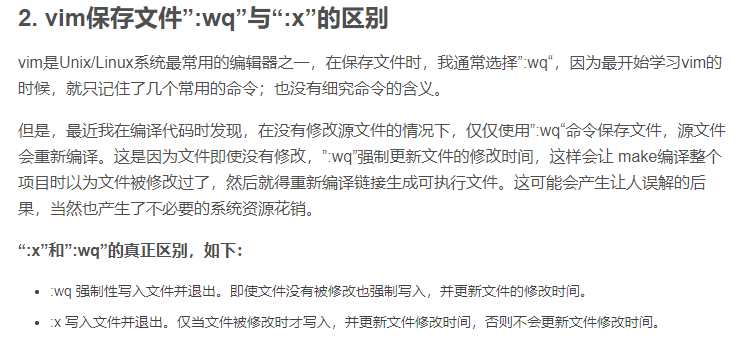 2. vim保存文件”:wq”与“:x”的区别
vim是Unix/Linux系统最常用的编辑器之一，在保存文件时，我通常选择”:wq“，因为最开始学习vim的
时候，就只记住了几个常用的命令；也没有细究命令的含义。
但是，最近我在编译代码时发现，在没有修改源文件的情况下，仅仅使用”:wq“命令保存文件，源文件
会重新编译。这是因为文件即使没有修改，”:wq”强制更新文件的修改时间，这样会让 make编译整个
项目时以为文件被修改过了，然后就得重新编译链接生成可执行文件。这可能会产生让人误解的后
果，当然也产生了不必要的系统资源花销。
“:x”和”:wq”的真正区别，如下：
• :wq 强制性写入文件并退出。即使文件没有被修改也强制写入，并更新文件的修改时间。
• :x 写入文件并退出。仅当文件被修改时才写入，并更新文件修改时间，否则不会更新文件修改时间。